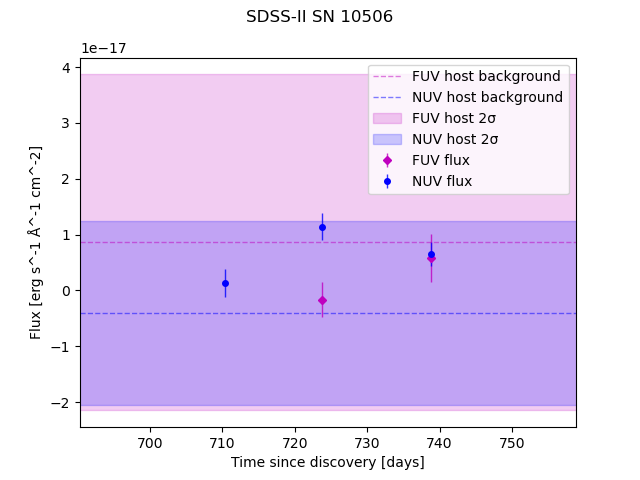 SDSS-II SN 10506
1e−17
FUV host background
NUV host background
FUV host 2σ
NUV host 2σ
FUV flux
NUV flux
4
3
2
1
0
−1
−2
Flux [erg s^-1 Å^-1 cm^-2]
700 710 720 730 740 750
Time since discovery [days]